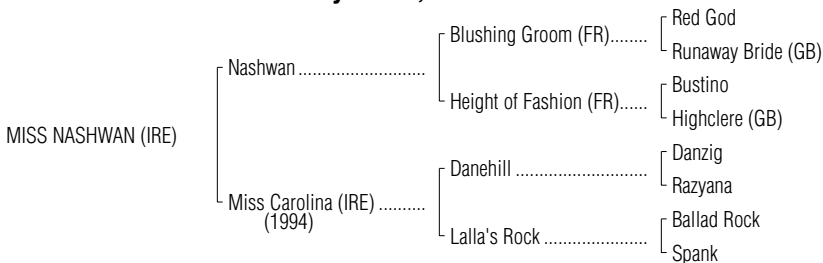 Red God
Blushing Groom (FR)........
Runaway Bride (GB)
Nashwan ...........................
Bustino
Height of Fashion (FR)......
Highclere (GB)
MISS NASHWAN (IRE)
Danzig
Danehill ............................
Razyana
Miss Carolina (IRE) ..........
(1994)
Ballad Rock
Lalla's Rock ......................
Spank